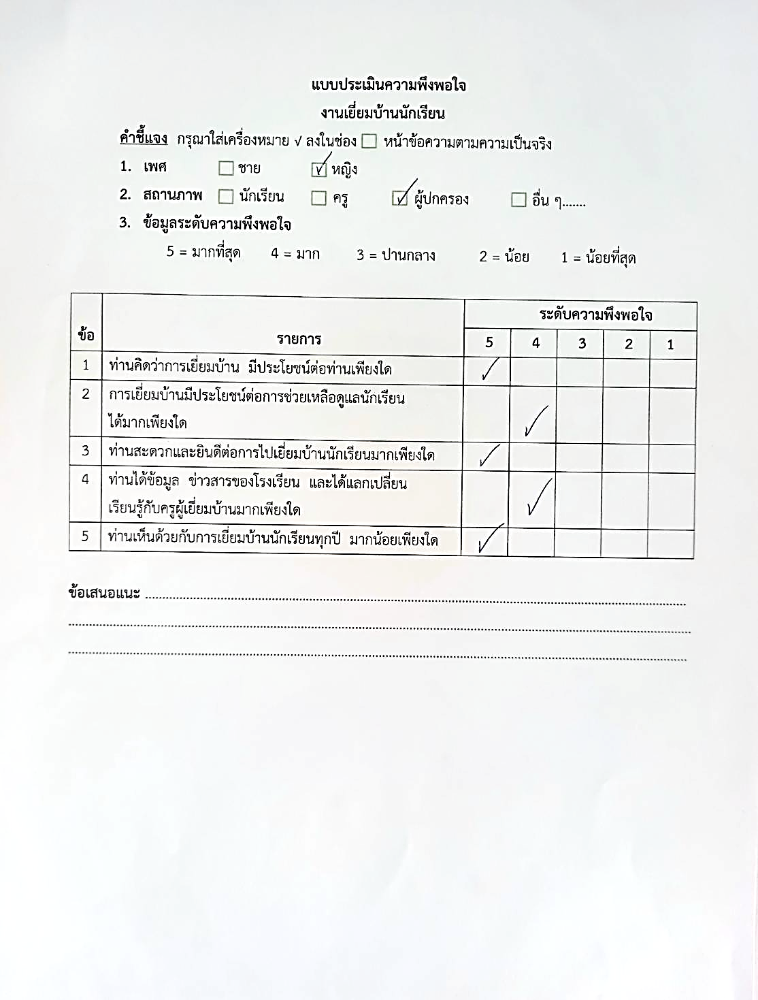 แบบประเมินความพึงพอใจ
งานเยี่ยมบ้านนักเรียน
คำชี้แจง กรุณาใส่เครื่องหมาย √ ลงในช่อง ☐ หน้าข้อความตามความเป็นจริง
1. เพศ ☐ ชาย ☑ หญิง
2. สถานภาพ ☐ นักเรียน ☐ ครู ☑ ผู้ปกครอง ☐ อื่น ๆ.......
3. ข้อมูลระดับความพึงพอใจ
5 = มากที่สุด 4 = มาก 3 = ปานกลาง 2 = น้อย 1 = น้อยที่สุด
ระดับความพึงพอใจ
ข้อ รายการ 5 4 3 2 1
1 ท่านคิดว่าการเยี่ยมบ้าน มีประโยชน์ต่อท่านเพียงใด ✓
2 การเยี่ยมบ้านมีประโยชน์ต่อการช่วยเหลือดูแลนักเรียน
ได้มากเพียงใด ✓
3 ท่านสะดวกและยินดีต่อการไปเยี่ยมบ้านนักเรียนมากเพียงใด ✓
4 ท่านได้ข้อมูล ข่าวสารของโรงเรียน และได้แลกเปลี่ยน
เรียนรู้กับครูผู้เยี่ยมบ้านมากเพียงใด ✓
5 ท่านเห็นด้วยกับการเยี่ยมบ้านนักเรียนทุกปี มากน้อยเพียงใด ✓
ข้อเสนอแนะ